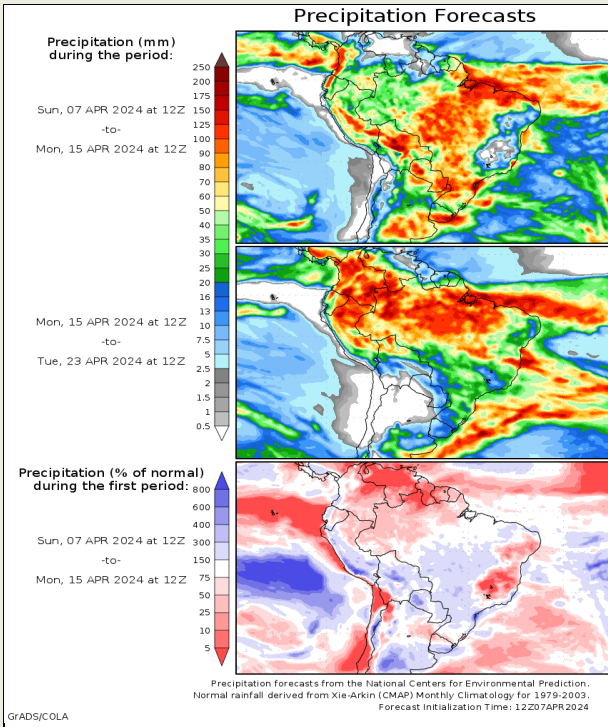 Precipitation Forecasts
Precipitation (mm)
during the period:
Sun, 07 APR 2024 at 12Z
-to-
Mon, 15 APR 2024 at 12Z
250
200
175
150
125
100
90
80
70
60
50
40
35
30
25
20
16
13
10
7.5
5
2.5
2
1.5
1
0.5
Mon, 15 APR 2024 at 12Z
-to-
Tue, 23 APR 2024 at 12Z
Precipitation (% of normal)
during the first period:
Sun, 07 APR 2024 at 12Z
-to-
Mon, 15 APR 2024 at 12Z
800
600
400
300
150
75
50
25
10
5
Precipitation forecasts from the National Centers for Environmental Prediction.
Normal rainfall derived from Xie-Arkin (CMAP) Monthly Climatology for 1979-2003.
Forecast Initialization Time: 12Z07APR2024
GrADS/COLA